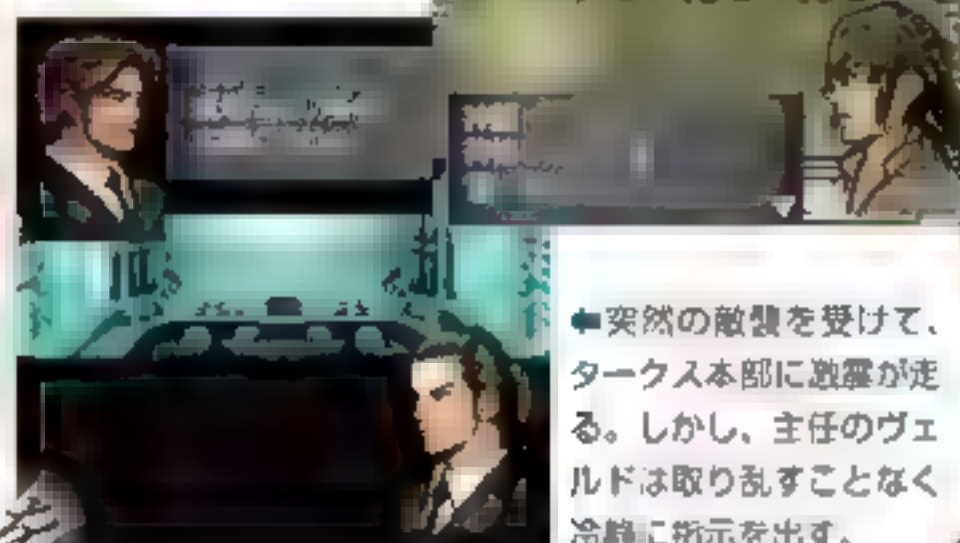 ←突然の敵襲を受けて、
タークス本部に激震が走
る。しかし、主任のヴェ
ルドは取り乱すことなく
冷静に指示を出す。